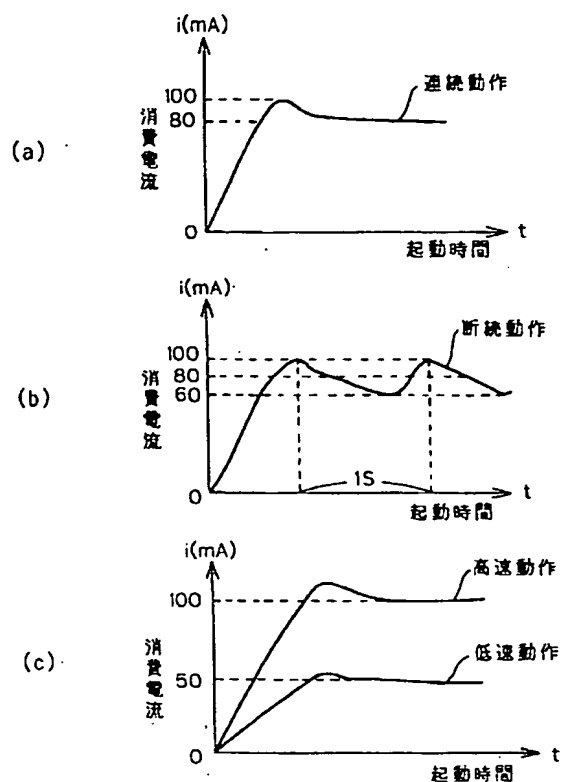 (a)
i(mA)
連続動作
100
80
消費電流
0
t
起動時間
(b)
i(mA)
断続動作
100
80
60
消費電流
1S
0
t
起動時間
(c)
i(mA)
高速動作
100
消費電流
低速動作
50
0
t
起動時間